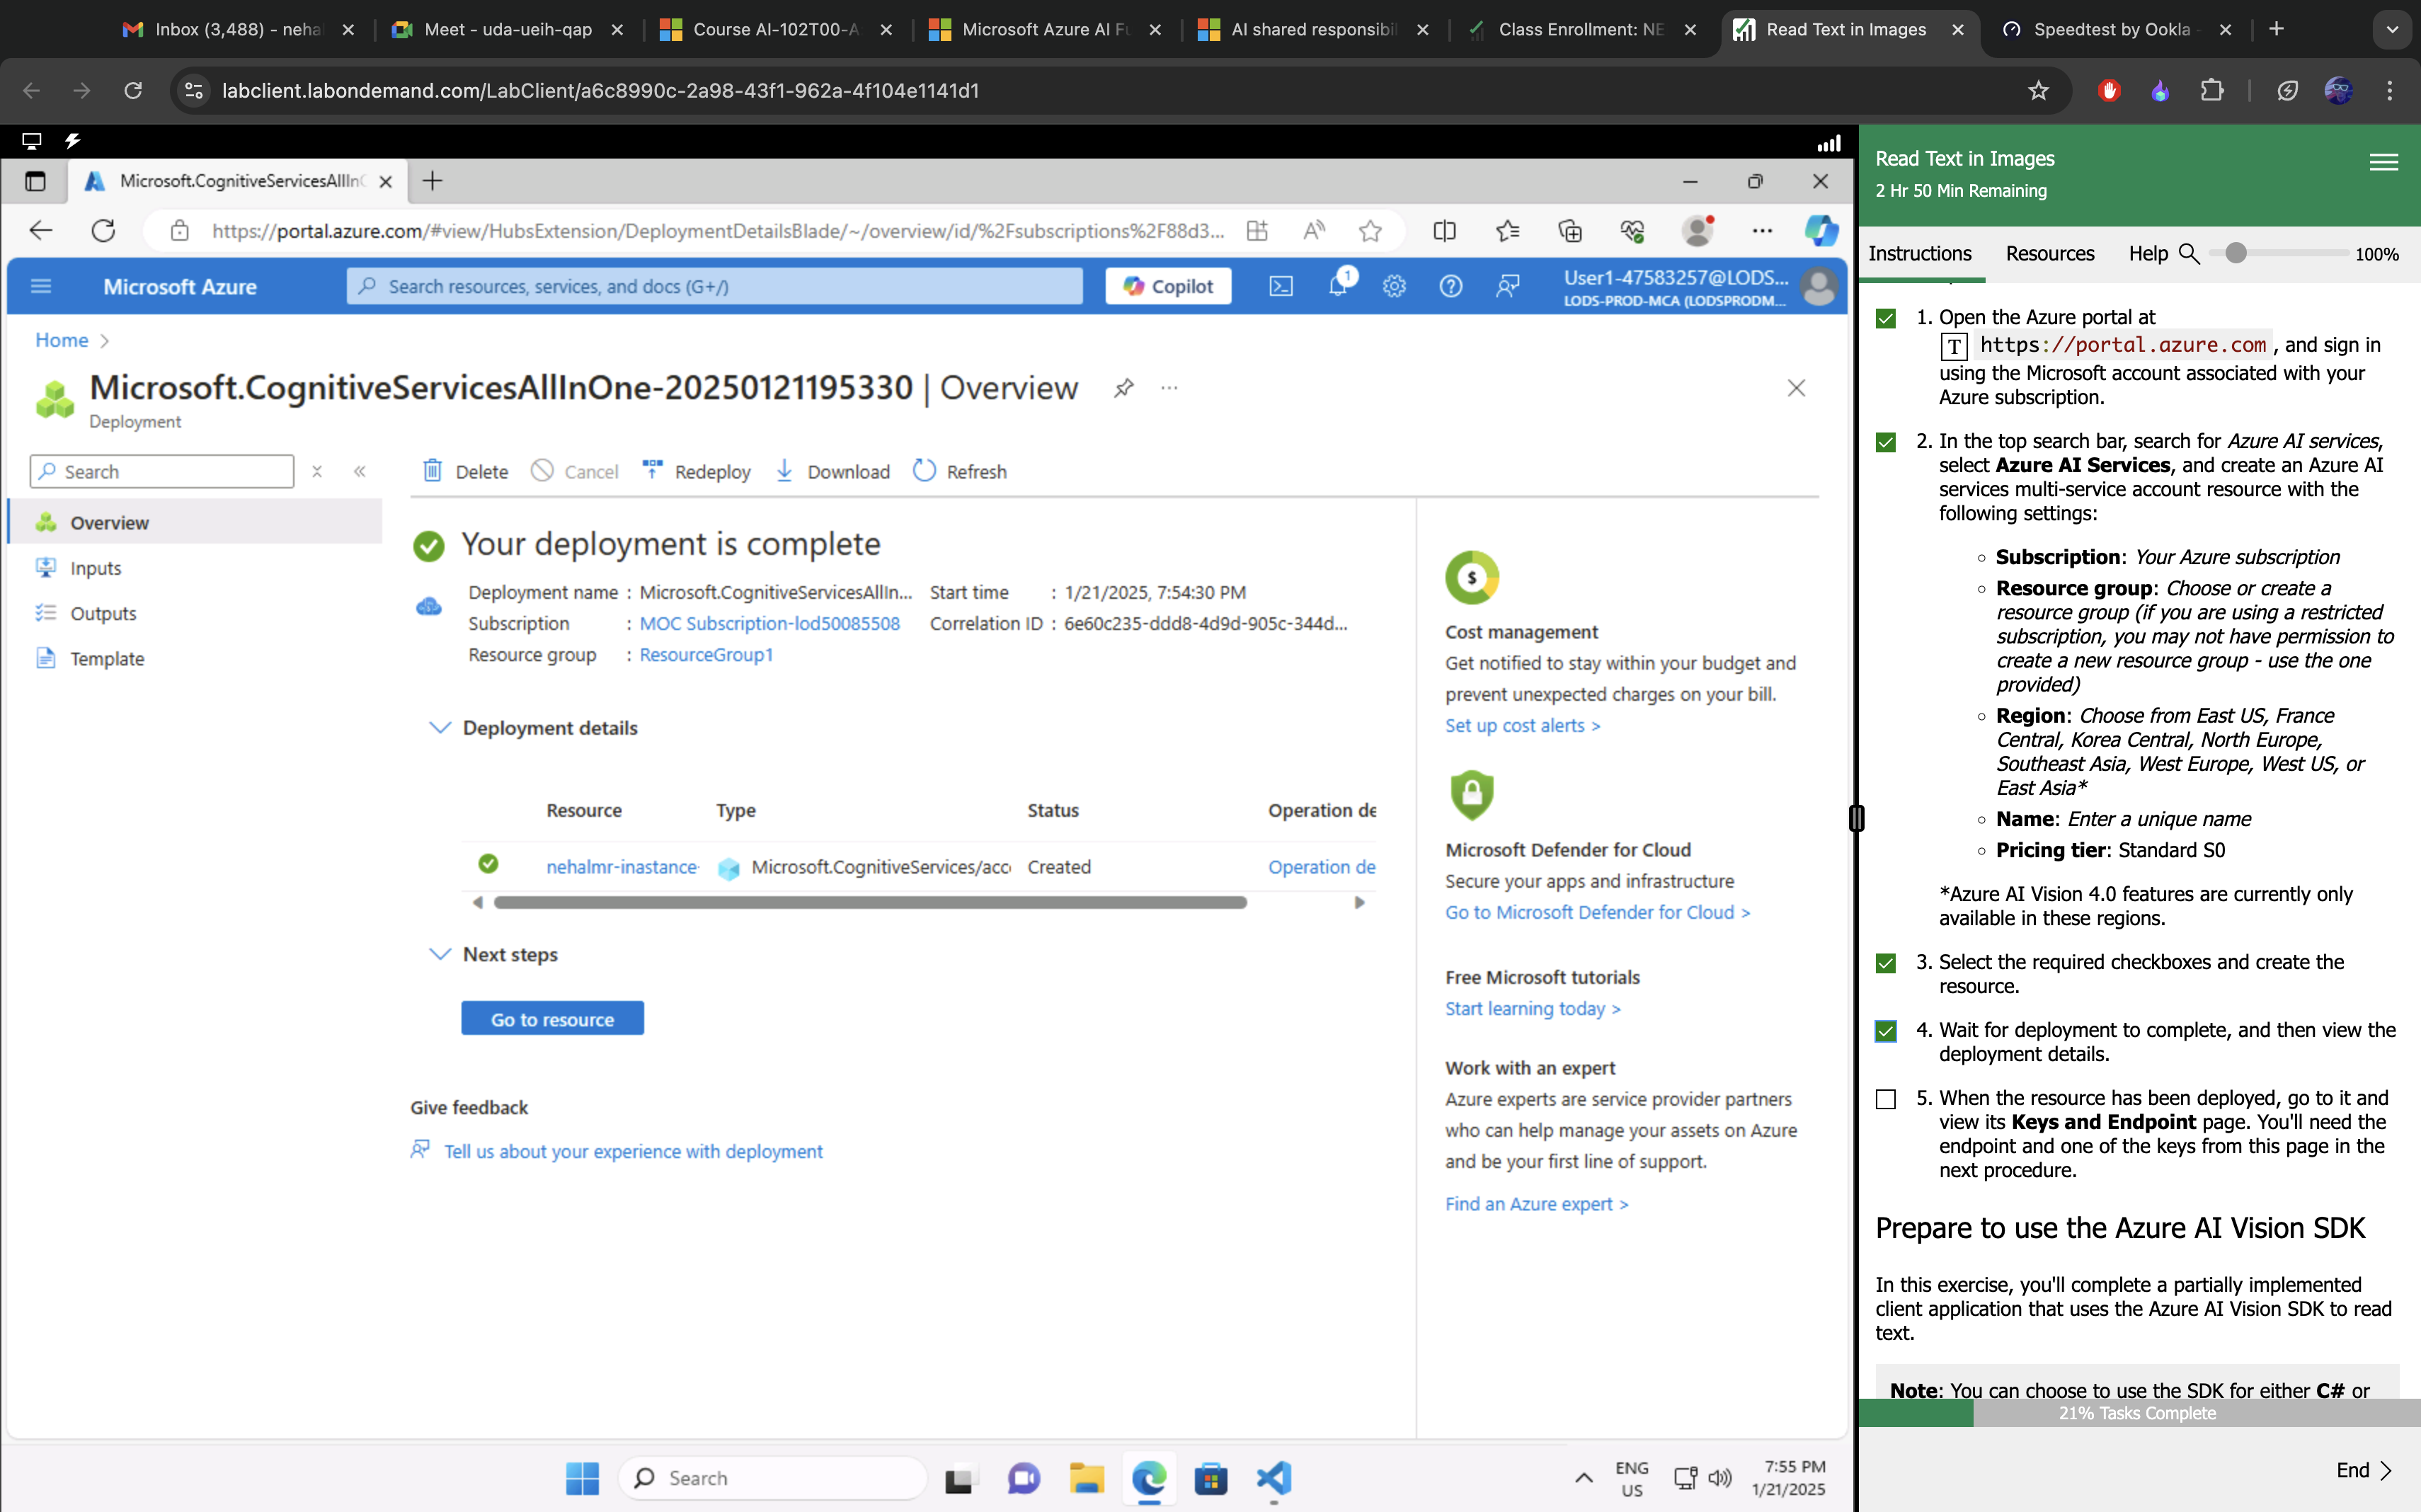 Inbox (3,488) - neha
Meet - uda-ueih-qap
Course AI-102T00-A
Microsoft Azure AI Fu
AI shared responsibil
Class Enrollment: NE
Read Text in Images
Speedtest by Ookla -
labclient.labondemand.com/LabClient/a6c8990c-2a98-43f1-962a-4f104e1141d1
Microsoft.CognitiveServicesAllInO
https://portal.azure.com/#view/HubsExtension/DeploymentDetailsBlade/~/overview/id/%2Fsubscriptions%2F88d3...
Microsoft Azure
Search resources, services, and docs (G+/)
Copilot
1
User1-47583257@LODS...
LODS-PROD-MCA (LODSPRODM...
Home >
Microsoft.CognitiveServicesAllInOne-20250121195330 | Overview
Deployment
Search
Overview
Inputs
Outputs
Template
Delete
Cancel
Redeploy
Download
Refresh
Your deployment is complete
Deployment name : Microsoft.CognitiveServicesAllIn...
Subscription : MOC Subscription-lod50085508
Resource group : ResourceGroup1
Start time : 1/21/2025, 7:54:30 PM
Correlation ID : 6e60c235-ddd8-4d9d-905c-344d...
Deployment details
Resource Type Status Operation de
nehalmr-inastance- Microsoft.CognitiveServices/acco Created Operation de
Next steps
Go to resource
Give feedback
Tell us about your experience with deployment
Cost management
Get notified to stay within your budget and
prevent unexpected charges on your bill.
Set up cost alerts >
Microsoft Defender for Cloud
Secure your apps and infrastructure
Go to Microsoft Defender for Cloud >
Free Microsoft tutorials
Start learning today >
Work with an expert
Azure experts are service provider partners
who can help manage your assets on Azure
and be your first line of support.
Find an Azure expert >
Search
ENG
US
7:55 PM
1/21/2025
Read Text in Images
2 Hr 50 Min Remaining
Instructions
Resources
Help
100%
1. Open the Azure portal at
T https://portal.azure.com , and sign in
using the Microsoft account associated with your
Azure subscription.
2. In the top search bar, search for Azure AI services,
select Azure AI Services, and create an Azure AI
services multi-service account resource with the
following settings:
Subscription: Your Azure subscription
Resource group: Choose or create a
resource group (if you are using a restricted
subscription, you may not have permission to
create a new resource group - use the one
provided)
Region: Choose from East US, France
Central, Korea Central, North Europe,
Southeast Asia, West Europe, West US, or
East Asia*
Name: Enter a unique name
Pricing tier: Standard S0
*Azure AI Vision 4.0 features are currently only
available in these regions.
3. Select the required checkboxes and create the
resource.
4. Wait for deployment to complete, and then view the
deployment details.
5. When the resource has been deployed, go to it and
view its Keys and Endpoint page. You'll need the
endpoint and one of the keys from this page in the
next procedure.
Prepare to use the Azure AI Vision SDK
In this exercise, you'll complete a partially implemented
client application that uses the Azure AI Vision SDK to read
text.
Note: You can choose to use the SDK for either C# or
21% Tasks Complete
End >